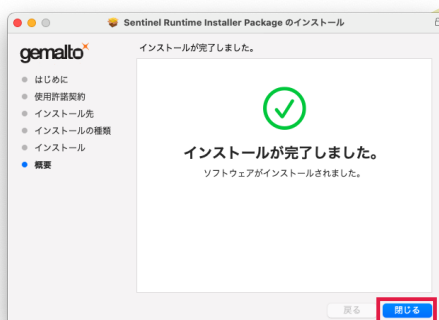 Sentinel Runtime Installer Package のインストール
gemalto
インストールが完了しました。
はじめに
使用許諾契約
インストール先
インストールの種類
インストール
概要
インストールが完了しました。
ソフトウェアがインストールされました。
戻る
閉じる